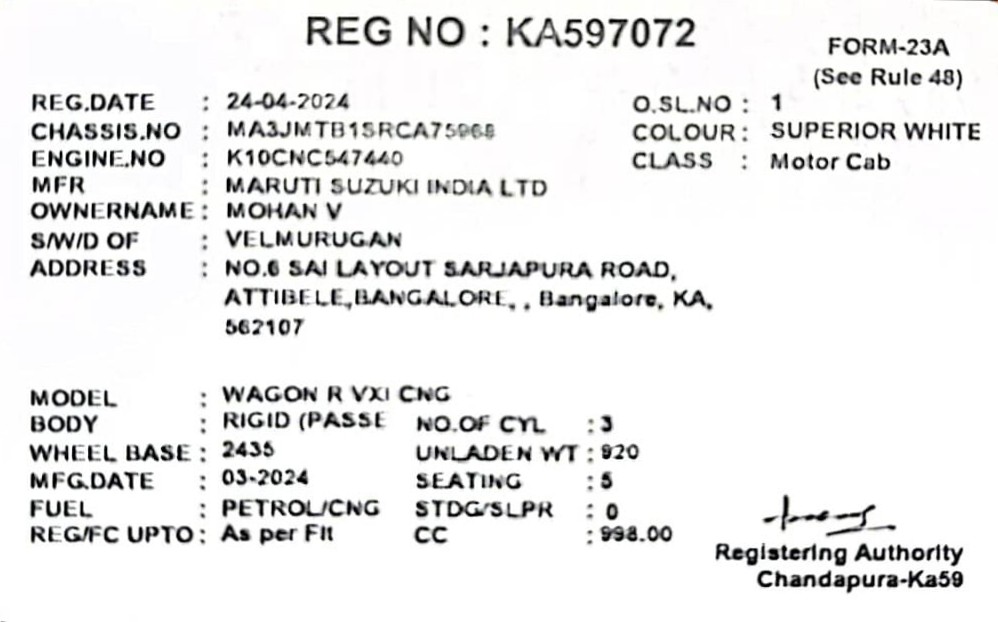 REG NO : KA597072
FORM-23A
(See Rule 48)
REG.DATE : 24-04-2024 O.SL.NO : 1
CHASSIS.NO : MA3JMTB1SRCA75968 COLOUR : SUPERIOR WHITE
ENGINE.NO : K10CNC547440 CLASS : Motor Cab
MFR : MARUTI SUZUKI INDIA LTD
OWNERNAME : MOHAN V
S/W/D OF : VELMURUGAN
ADDRESS : NO.6 SAI LAYOUT SARJAPURA ROAD,
ATTIBELE,BANGALORE, , Bangalore, KA,
562107
MODEL : WAGON R VXI CNG
BODY : RIGID (PASSE NO.OF CYL : 3
WHEEL BASE : 2435 UNLADEN WT : 920
MFG.DATE : 03-2024 SEATING : 5
FUEL : PETROL/CNG STDG/SLPR : 0
REG/FC UPTO : As per Fit CC : 998.00
Registering Authority
Chandapura-Ka59